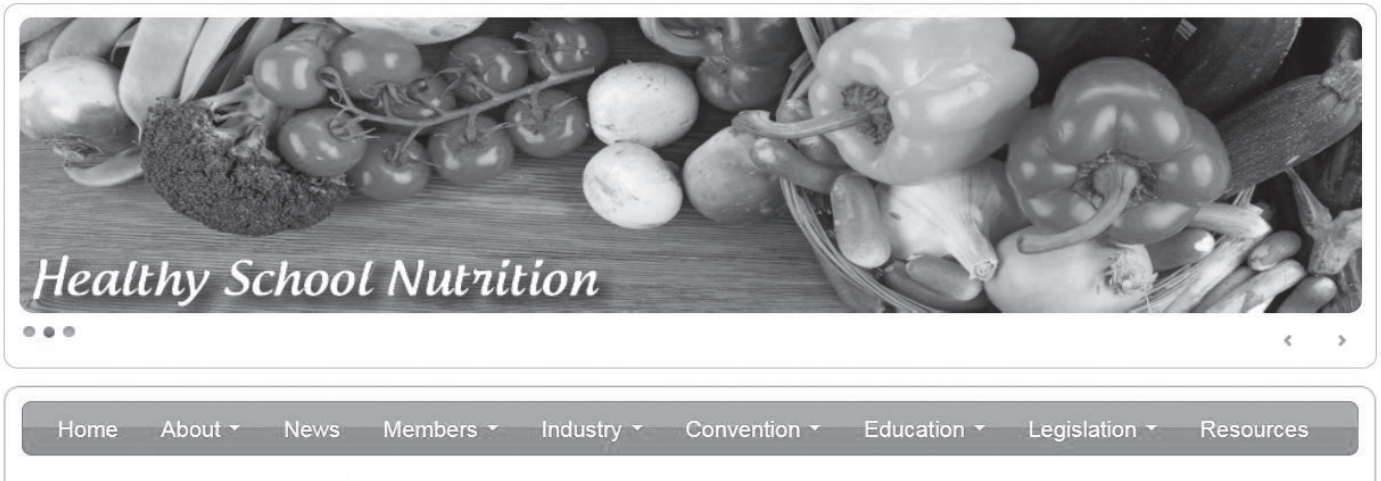 Healthy School Nutrition
Home About News Members Industry Convention Education Legislation Resources